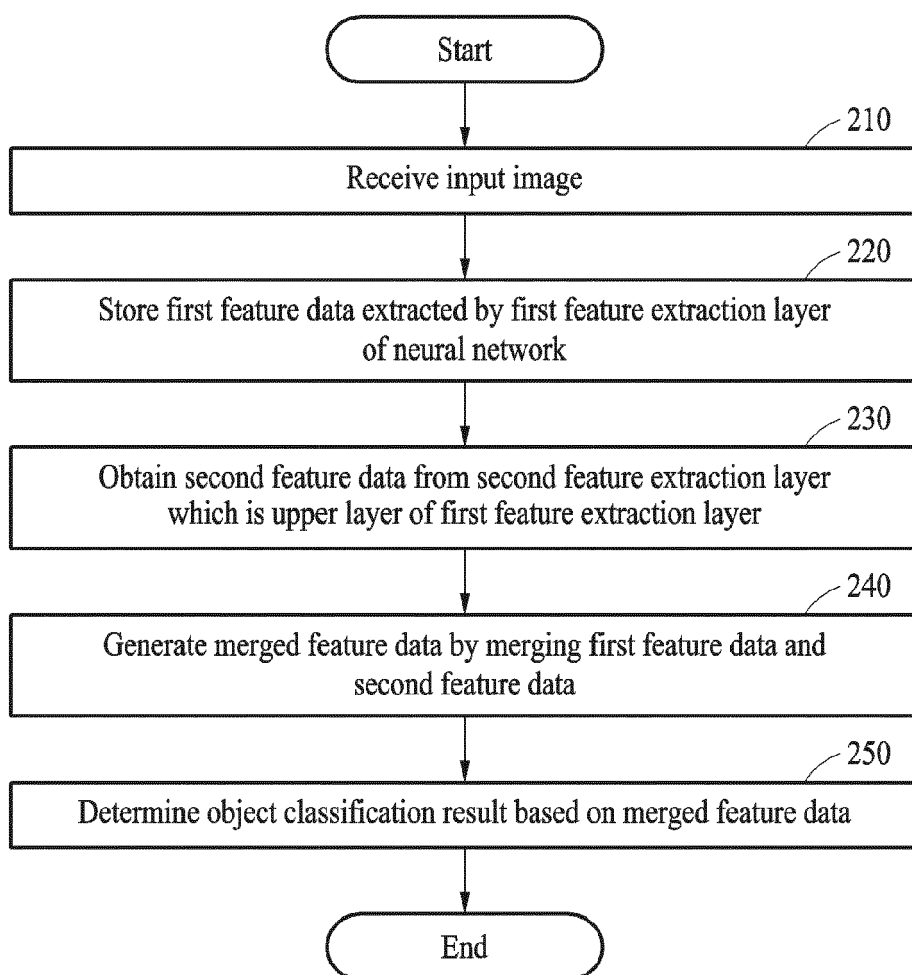 Start
210
Receive input image
220
Store first feature data extracted by first feature extraction layer
of neural network
230
Obtain second feature data from second feature extraction layer
which is upper layer of first feature extraction layer
240
Generate merged feature data by merging first feature data and
second feature data
250
Determine object classification result based on merged feature data
End